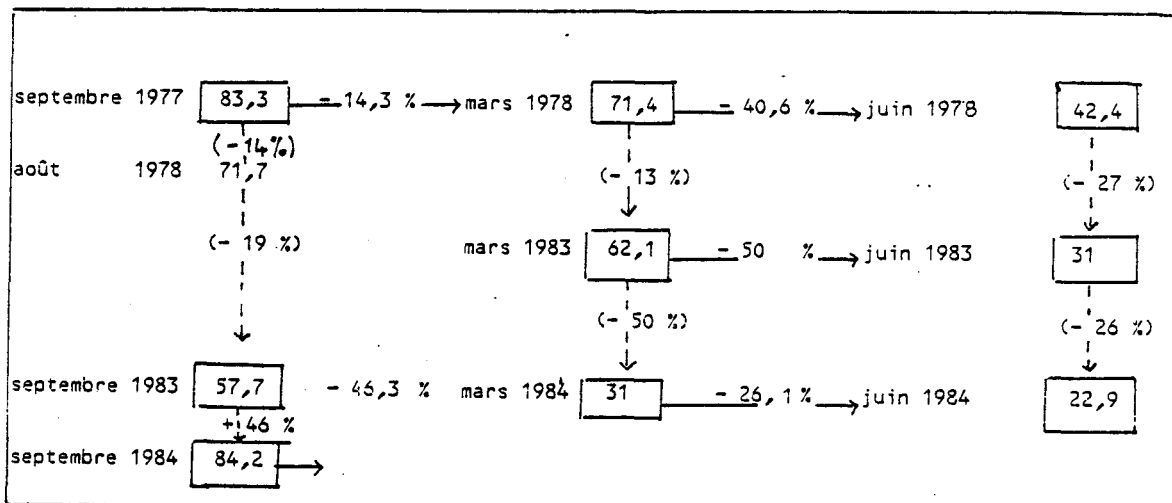 septembre 1977 83,3 - 14,3 % mars 1978 71,4 - 40,6 % juin 1978 42,4
(-14%)
août 1978 71,7 (- 13 %) (- 27 %)
(- 19 %) mars 1983 62,1 - 50 % juin 1983 31
(- 50 %) (- 26 %)
septembre 1983 57,7 - 46,3 % mars 1984 31 - 26,1 % juin 1984 22,9
+ 46 %
septembre 1984 84,2